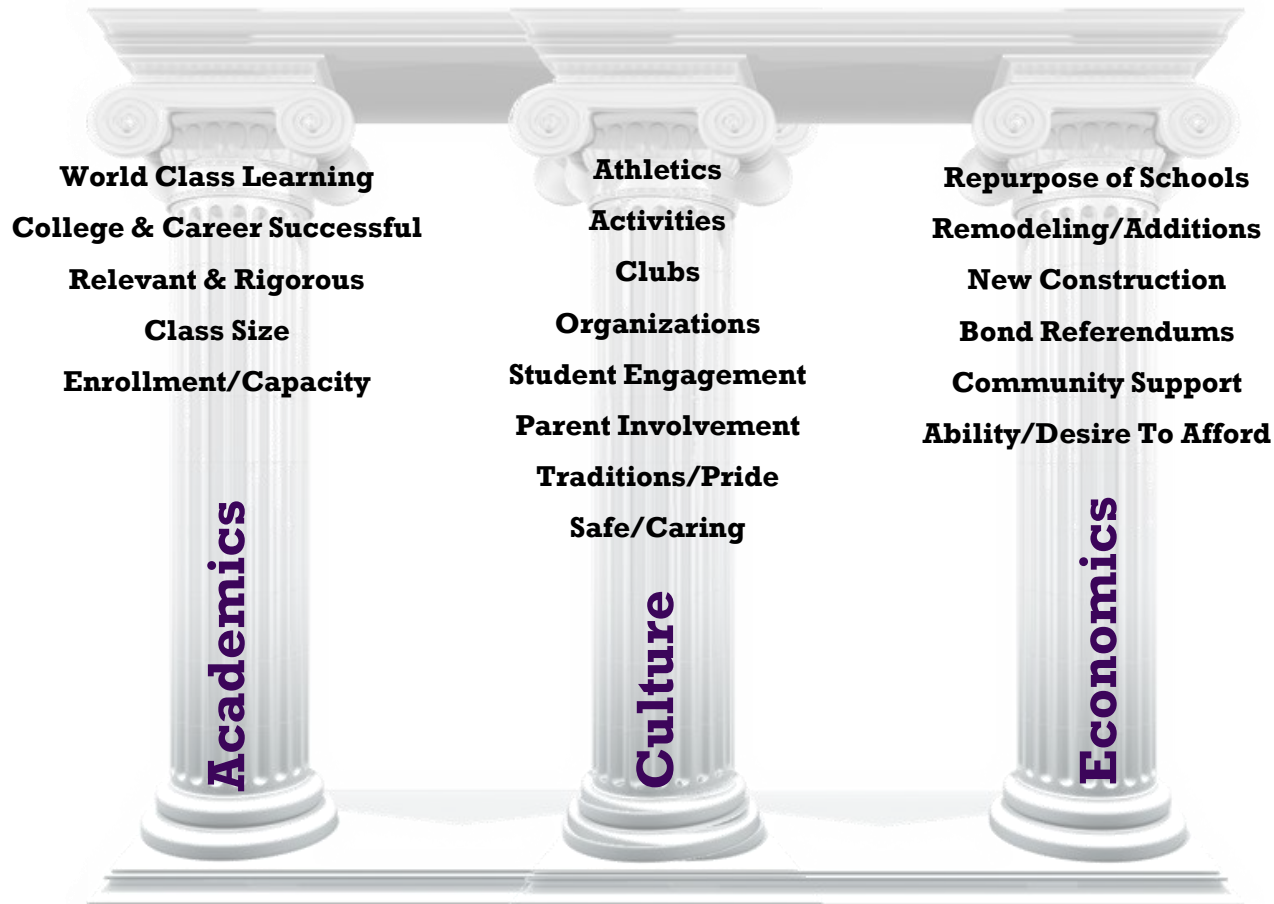 World Class Learning
College & Career Successful
Relevant & Rigorous
Class Size
Enrollment/Capacity
Academics
Athletics
Activities
Clubs
Organizations
Student Engagement
Parent Involvement
Traditions/Pride
Safe/Caring
Culture
Repurpose of Schools
Remodeling/Additions
New Construction
Bond Referendums
Community Support
Ability/Desire To Afford
Economics